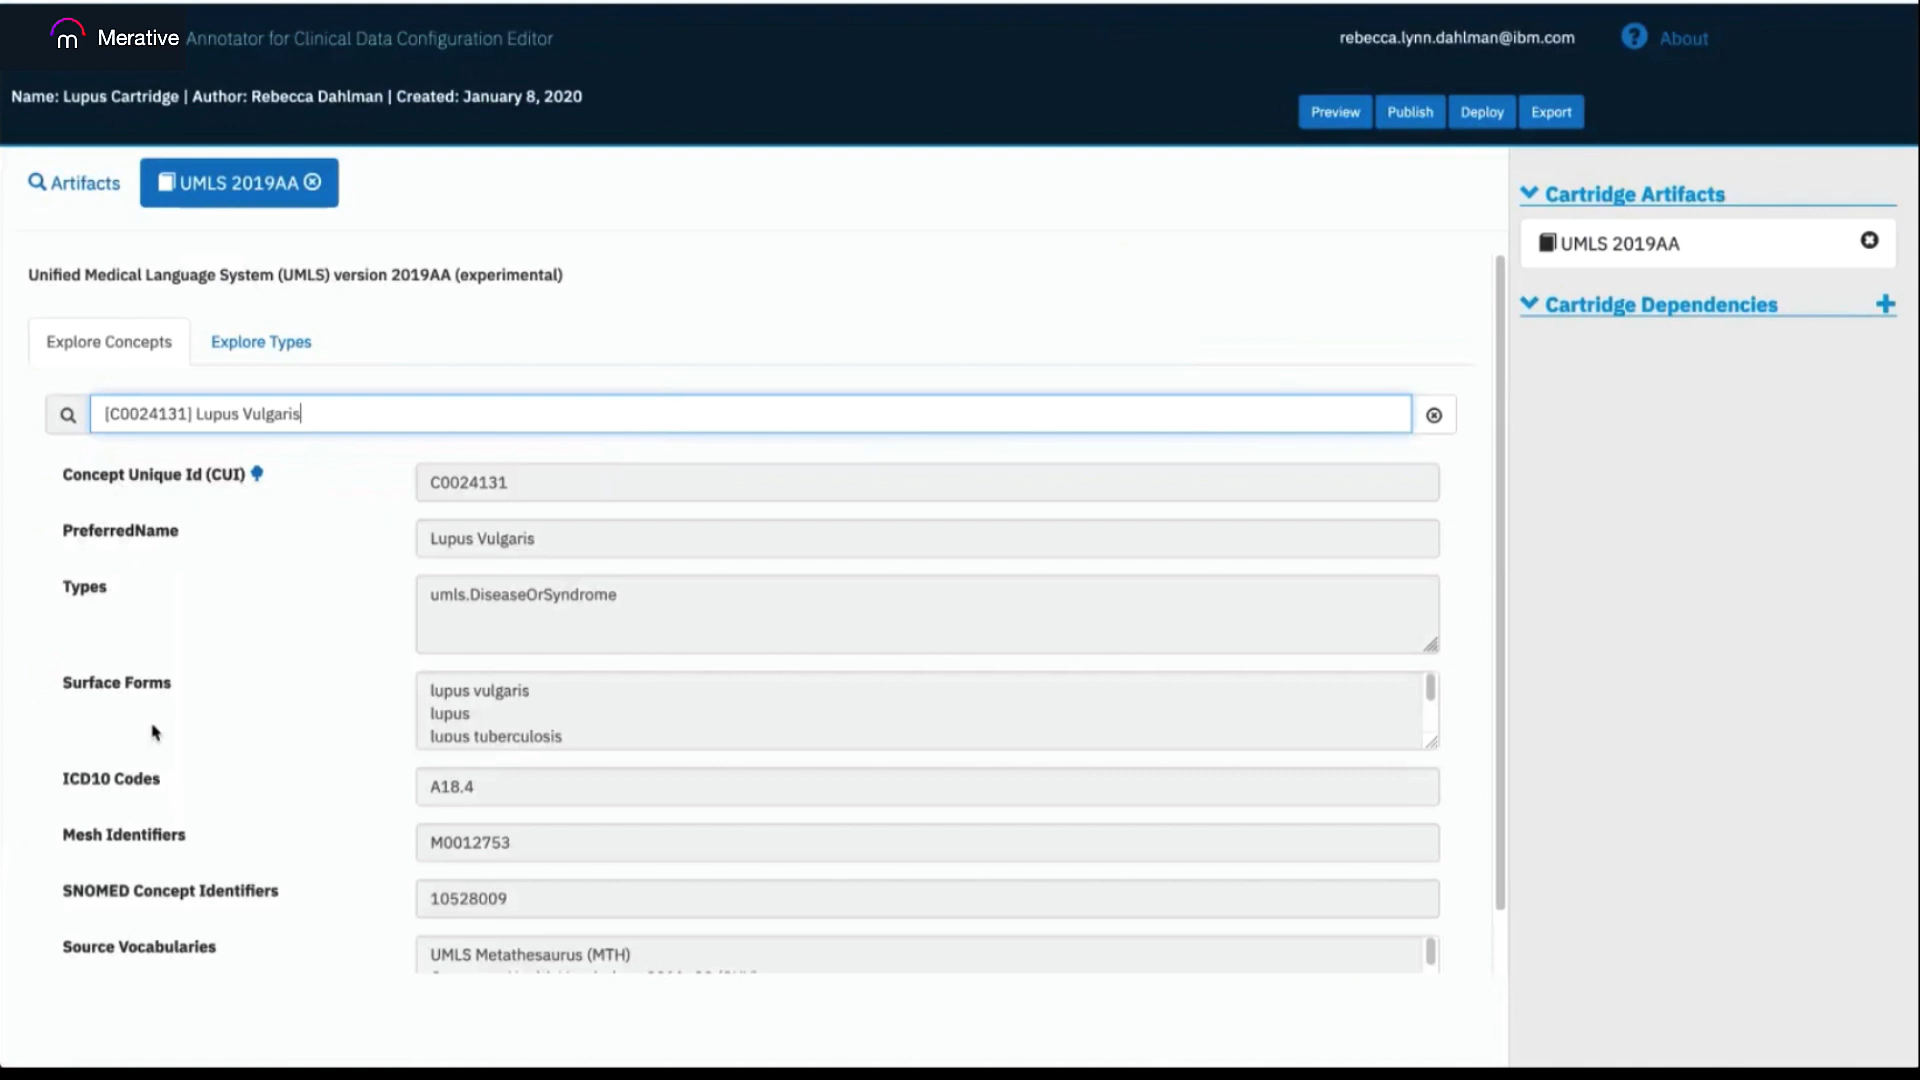 Merative Annotator for Clinical Data Configuration Editor
rebecca.lynn.dahlman@ibm.com
? About
Name: Lupus Cartridge | Author: Rebecca Dahlman | Created: January 8, 2020
Preview Publish Deploy Export
Artifacts
UMLS 2019AA
Cartridge Artifacts
UMLS 2019AA
Cartridge Dependencies
Unified Medical Language System (UMLS) version 2019AA (experimental)
Explore Concepts
Explore Types
[C0024131] Lupus Vulgaris
Concept Unique Id (CUI)
C0024131
PreferredName
Lupus Vulgaris
Types
umls.DiseaseOrSyndrome
Surface Forms
lupus vulgaris
lupus
lupus tuberculosis
ICD10 Codes
A18.4
Mesh Identifiers
M0012753
SNOMED Concept Identifiers
10528009
Source Vocabularies
UMLS Metathesaurus (MTH)